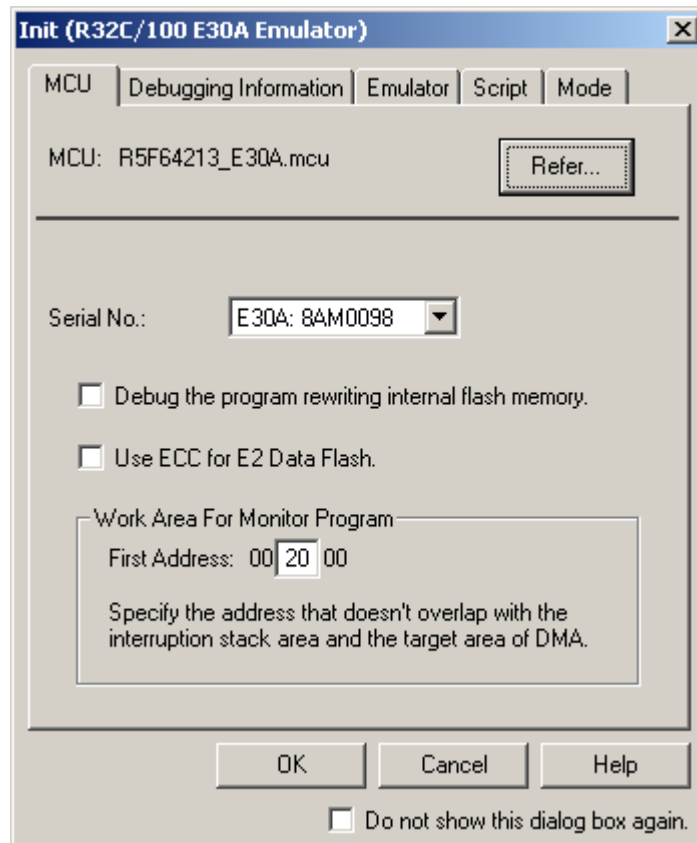 Init (R32C/100 E30A Emulator)
MCU Debugging Information Emulator Script Mode
MCU: R5F64213_E30A.mcu Refer...
Serial No.: E30A: 8AM0098
Debug the program rewriting internal flash memory.
Use ECC for E2 Data Flash.
Work Area For Monitor Program
First Address: 00 20 00
Specify the address that doesn't overlap with the
interruption stack area and the target area of DMA.
OK Cancel Help
Do not show this dialog box again.